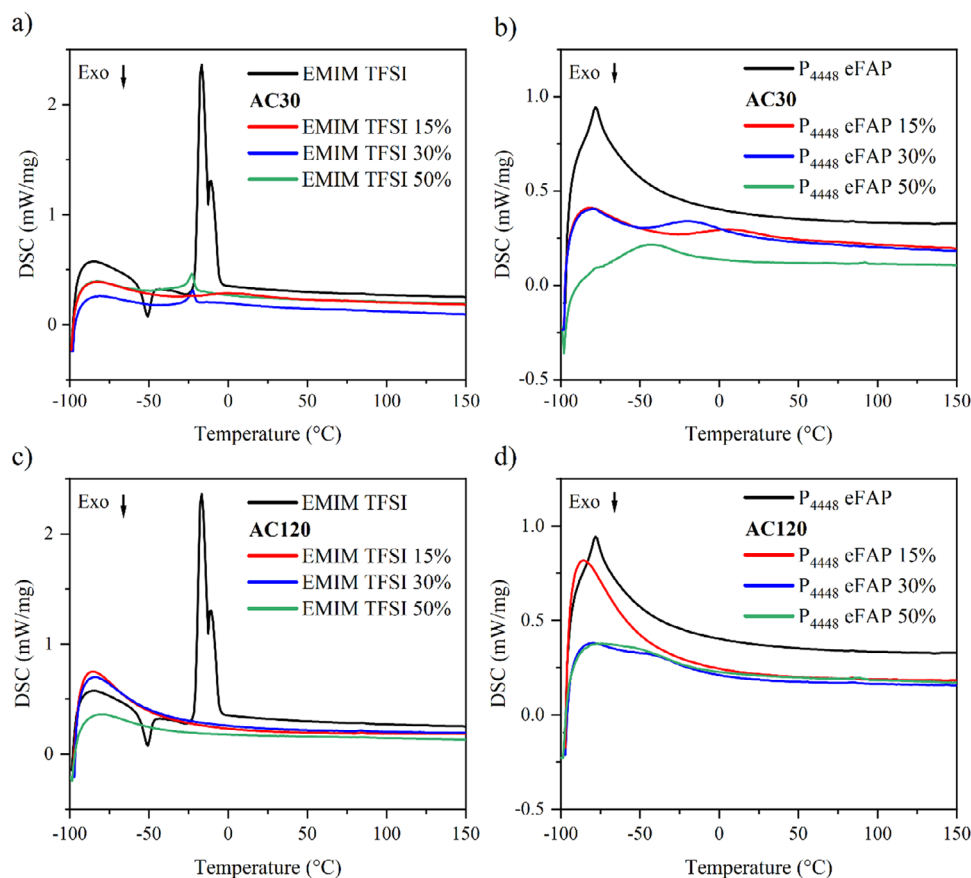 a)
Exo
EMIM TFSI
AC30
EMIM TFSI 15%
EMIM TFSI 30%
EMIM TFSI 50%
2
1
0
DSC (mW/mg)
-100 -50 0 50 100 150
Temperature (°C)
b)
Exo
P4448 eFAP
AC30
P4448 eFAP 15%
P4448 eFAP 30%
P4448 eFAP 50%
1.0
0.5
0.0
-0.5
DSC (mW/mg)
-100 -50 0 50 100 150
Temperature (°C)
c)
Exo
EMIM TFSI
AC120
EMIM TFSI 15%
EMIM TFSI 30%
EMIM TFSI 50%
2
1
0
DSC (mW/mg)
-100 -50 0 50 100 150
Temperature (°C)
d)
Exo
P4448 eFAP
AC120
P4448 eFAP 15%
P4448 eFAP 30%
P4448 eFAP 50%
1.0
0.5
0.0
-0.5
DSC (mW/mg)
-100 -50 0 50 100 150
Temperature (°C)